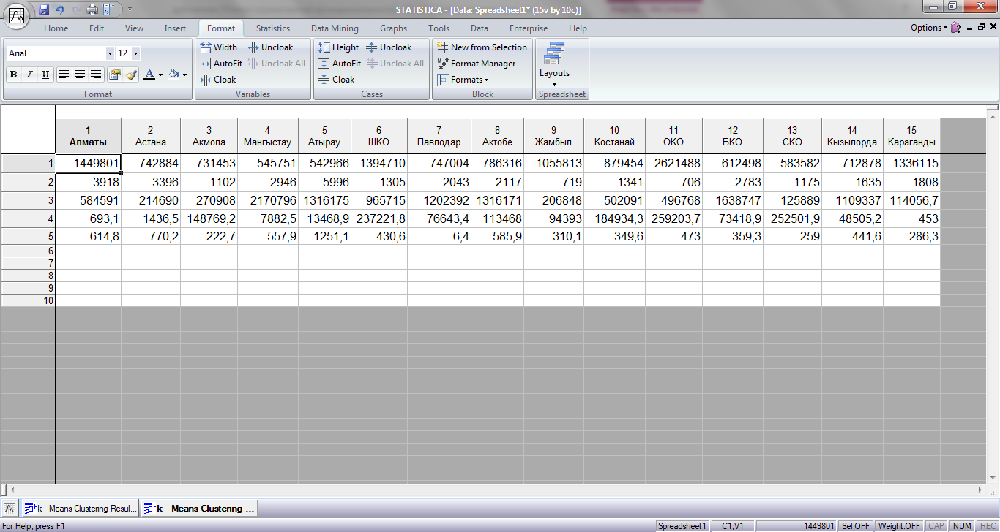 STATISTICA - [Data: Spreadsheet1* (15v by 10c)]
Home Edit View Insert Format Statistics Data Mining Graphs Tools Data Enterprise Help Options
Arial 12 Width Uncloak Height Uncloak New from Selection
AutoFit Uncloak All AutoFit Uncloak All Format Manager
B I U A Cloak Cloak Formats Layouts
Format Variables Cases Block Spreadsheet
1 2 3 4 5 6 7 8 9 10 11 12 13 14 15
Алматы Астана Акмола Мангыстау Атырау ШКО Павлодар Актобе Жамбыл Костанай ОКО БКО СКО Кызылорда Караганды
1 1449801 742884 731453 545751 542966 1394710 747004 786316 1055813 879454 2621488 612498 583582 712878 1336115
2 3918 3396 1102 2946 5996 1305 2043 2117 719 1341 706 2783 1175 1635 1808
3 584591 214690 270908 2170796 1316175 965715 1202392 1316171 206848 502091 496768 1638747 125889 1109337 114056,7
4 693,1 1436,5 148769,2 7882,5 13468,9 237221,8 76643,4 113468 94393 184934,3 259203,7 73418,9 252501,9 48505,2 453
5 614,8 770,2 222,7 557,9 1251,1 430,6 6,4 585,9 310,1 349,6 473 359,3 259 441,6 286,3
6
7
8
9
10
k - Means Clustering Resul... k - Means Clustering ...
For Help, press F1 Spreadsheet1 C1,V1 1449801 Sel:OFF Weight:OFF CAP NUM REC